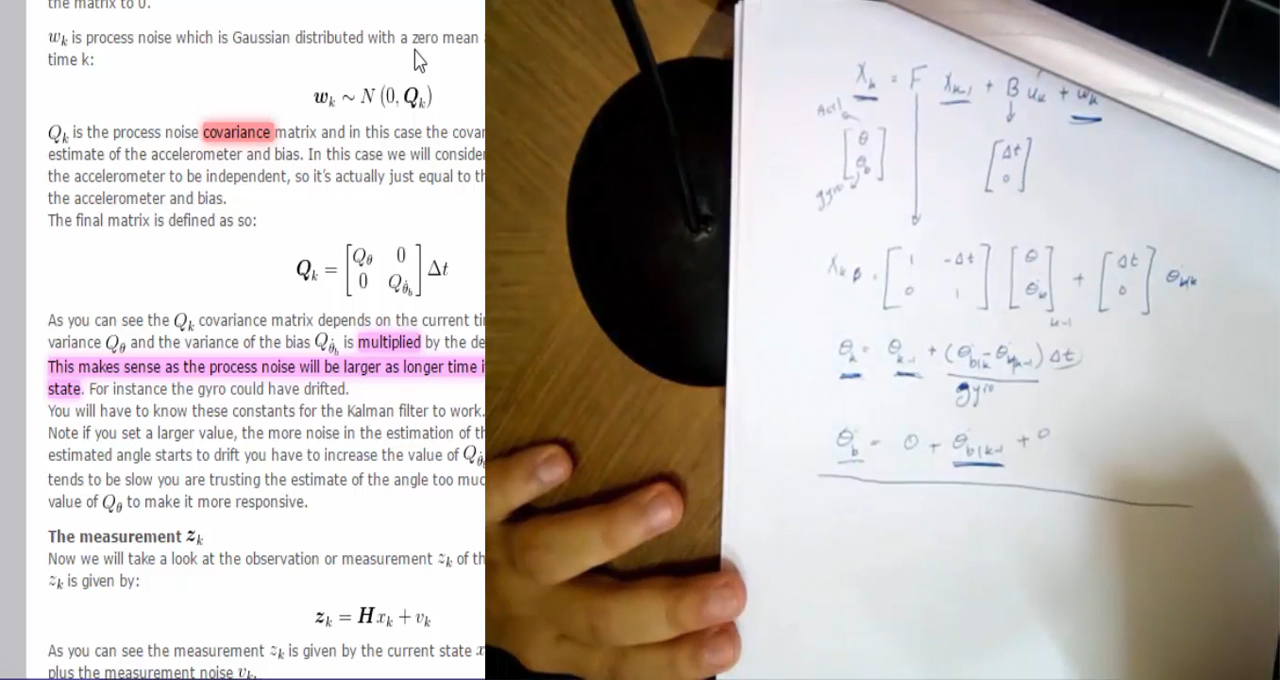 the matrix to 0.
w_k is process noise which is Gaussian distributed with a zero mean
time k:
w_k ~ N (0, Q_k)
Q_k is the process noise covariance matrix and in this case the covar
estimate of the accelerometer and bias. In this case we will consider
the accelerometer to be independent, so it's actually just equal to th
the accelerometer and bias.
The final matrix is defined as so:
Q_k = [Q_θ 0
0 Q_θ̇_b] Δt
As you can see the Q_k covariance matrix depends on the current ti
variance Q_θ and the variance of the bias Q_θ̇_b is multiplied by the de
This makes sense as the process noise will be larger as longer time i
state. For instance the gyro could have drifted.
You will have to know these constants for the Kalman filter to work.
Note if you set a larger value, the more noise in the estimation of th
estimated angle starts to drift you have to increase the value of Q_θ̇
tends to be slow you are trusting the estimate of the angle too muc
value of Q_θ to make it more responsive.
The measurement z_k
Now we will take a look at the observation or measurement z_k of th
z_k is given by:
z_k = H x_k + v_k
As you can see the measurement z_k is given by the current state x
plus the measurement noise v_k.
X_k = F X_k-1 + B u_k + w_k
[θ
θ̇_b]
gyro
[Δt
0]
[1 -Δt
0 1] [θ
θ̇_b] k-1 + [Δt
0]
θ_k = θ_k-1 + ( ) Δt
gyro
θ̇_b = 0 + θ̇_b|k-1 + 0